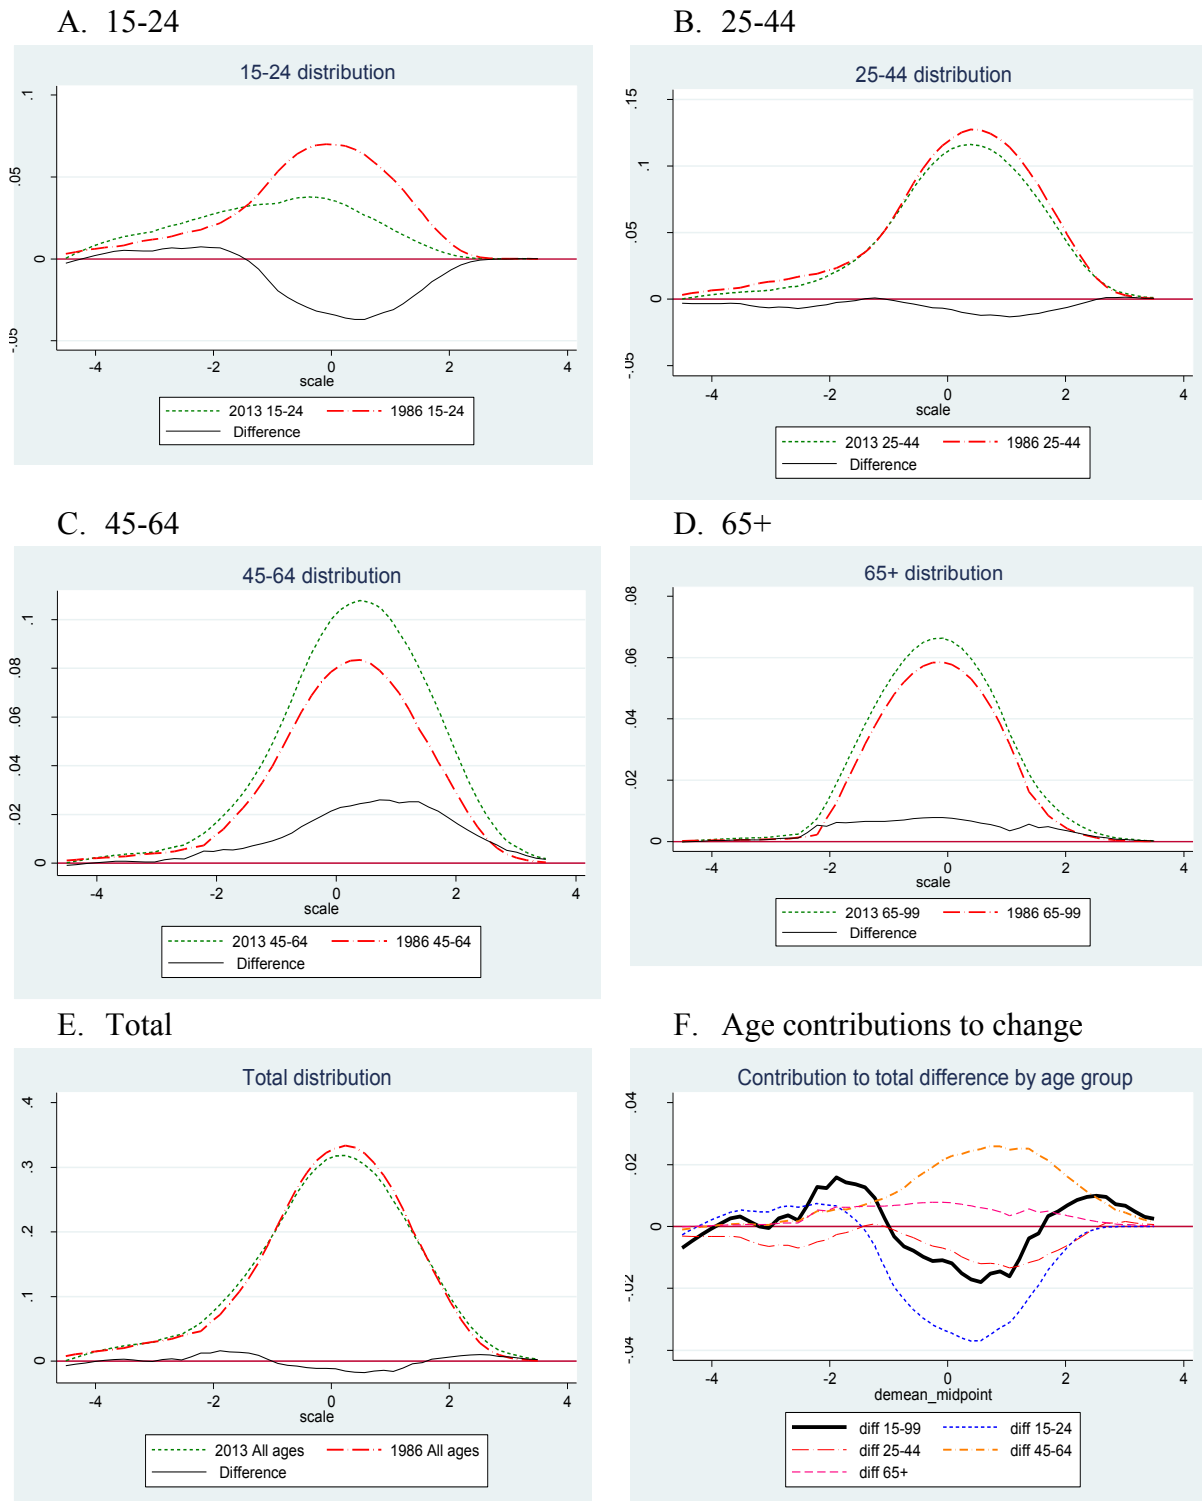 A. 15-24
15-24 distribution
.1
.05
0
-.05
-4 -2 0 2 4
scale
2013 15-24 1986 15-24
Difference
B. 25-44
25-44 distribution
.15
.1
.05
0
-.05
-4 -2 0 2 4
scale
2013 25-44 1986 25-44
Difference
C. 45-64
45-64 distribution
.1
.08
.06
.04
.02
0
-4 -2 0 2 4
scale
2013 45-64 1986 45-64
Difference
D. 65+
65+ distribution
.08
.06
.04
.02
0
-4 -2 0 2 4
scale
2013 65-99 1986 65-99
Difference
E. Total
Total distribution
.4
.3
.2
.1
0
-4 -2 0 2 4
scale
2013 All ages 1986 All ages
Difference
F. Age contributions to change
Contribution to total difference by age group
.04
.02
0
-.02
-.04
-4 -2 0 2 4
demean_midpoint
diff 15-99 diff 15-24
diff 25-44 diff 45-64
diff 65+